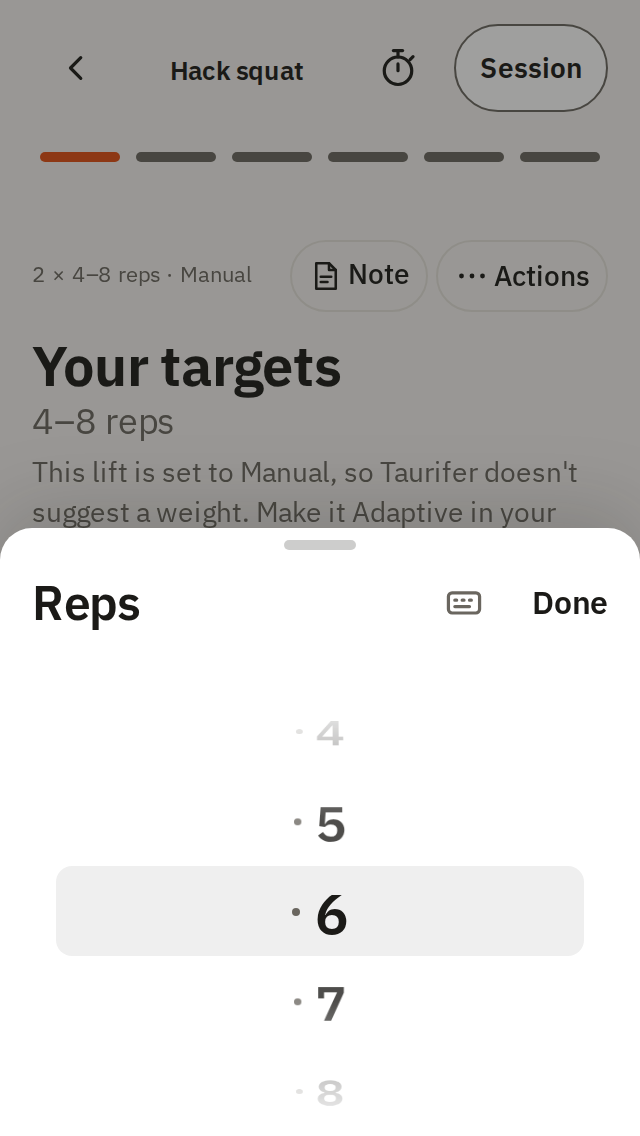 Hack squat
Session
2 × 4–8 reps · Manual
Note
··· Actions
Your targets
4–8 reps
This lift is set to Manual, so Taurifer doesn't
suggest a weight. Make it Adaptive in your
Reps
Done
· 4
· 5
· 6
· 7
· 8